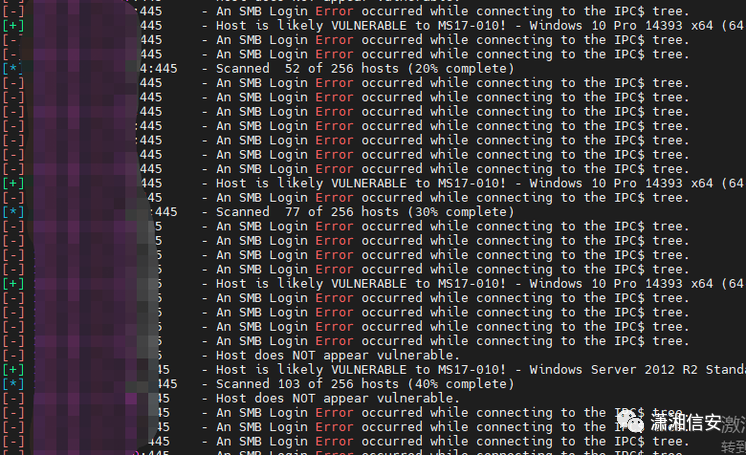 [-] :445 - An SMB Login Error occurred while connecting to the IPC$ tree.
[+] :445 - Host is likely VULNERABLE to MS17-010! - Windows 10 Pro 14393 x64 (64
[-] :445 - An SMB Login Error occurred while connecting to the IPC$ tree.
[-] :445 - An SMB Login Error occurred while connecting to the IPC$ tree.
[*] 4:445 - Scanned 52 of 256 hosts (20% complete)
[-] 445 - An SMB Login Error occurred while connecting to the IPC$ tree.
[-] 445 - An SMB Login Error occurred while connecting to the IPC$ tree.
[-] 445 - An SMB Login Error occurred while connecting to the IPC$ tree.
[-] :445 - An SMB Login Error occurred while connecting to the IPC$ tree.
[-] :445 - An SMB Login Error occurred while connecting to the IPC$ tree.
[-] 445 - An SMB Login Error occurred while connecting to the IPC$ tree.
[-] 445 - An SMB Login Error occurred while connecting to the IPC$ tree.
[+] 445 - Host is likely VULNERABLE to MS17-010! - Windows 10 Pro 14393 x64 (64
[-] 445 - An SMB Login Error occurred while connecting to the IPC$ tree.
[*] :445 - Scanned 77 of 256 hosts (30% complete)
[-] 5 - An SMB Login Error occurred while connecting to the IPC$ tree.
[-] 5 - An SMB Login Error occurred while connecting to the IPC$ tree.
[-] 5 - An SMB Login Error occurred while connecting to the IPC$ tree.
[-] 5 - An SMB Login Error occurred while connecting to the IPC$ tree.
[+] 5 - Host is likely VULNERABLE to MS17-010! - Windows 10 Pro 14393 x64 (64
[-] 5 - An SMB Login Error occurred while connecting to the IPC$ tree.
[-] 5 - An SMB Login Error occurred while connecting to the IPC$ tree.
[-] 5 - An SMB Login Error occurred while connecting to the IPC$ tree.
[-] 5 - An SMB Login Error occurred while connecting to the IPC$ tree.
[-] 5 - Host does NOT appear vulnerable.
[+] 45 - Host is likely VULNERABLE to MS17-010! - Windows Server 2012 R2 Standa
[*] 445 - Scanned 103 of 256 hosts (40% complete)
[-] 45 - Host does NOT appear vulnerable.
[-] 445 - An SMB Login Error occurred while connecting to the IPC$ tree.
[-] 445 - An SMB Login Error occurred while connecting to the IPC$
[-] 445 - An SMB Login Error occurred while connecting to the IPC$ tree.
[-] :445 - An SMB Login Error occurred while connecting to the IPC$ tree.
潇湘信安
激
转到